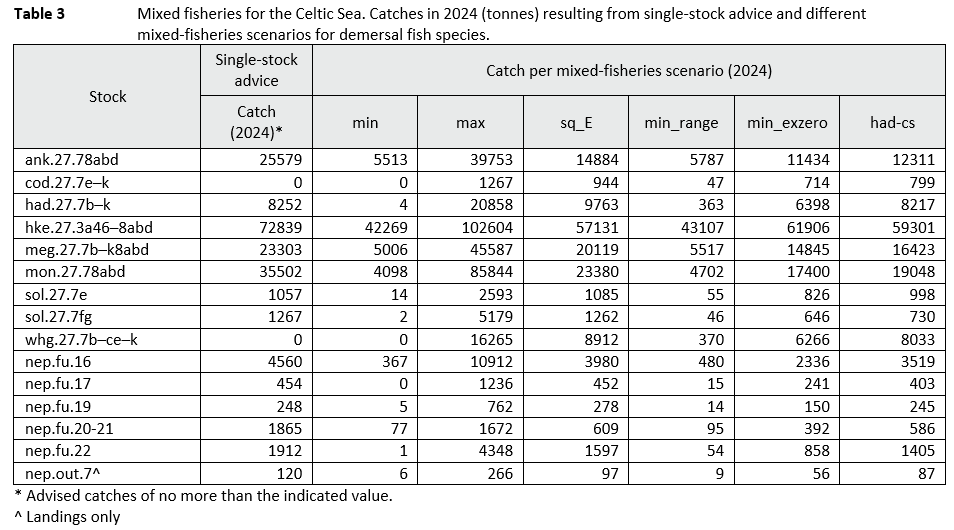 Table 3 Mixed fisheries for the Celtic Sea. Catches in 2024 (tonnes) resulting from single-stock advice and different
mixed-fisheries scenarios for demersal fish species.
Stock Single-stock advice Catch per mixed-fisheries scenario (2024)
Catch (2024)* min max sq_E min_range min_exzero had-cs
ank.27.78abd 25579 5513 39753 14884 5787 11434 12311
cod.27.7e–k 0 0 1267 944 47 714 799
had.27.7b–k 8252 4 20858 9763 363 6398 8217
hke.27.3a46–8abd 72839 42269 102604 57131 43107 61906 59301
meg.27.7b–k8abd 23303 5006 45587 20119 5517 14845 16423
mon.27.78abd 35502 4098 85844 23380 4702 17400 19048
sol.27.7e 1057 14 2593 1085 55 826 998
sol.27.7fg 1267 2 5179 1262 46 646 730
whg.27.7b–ce–k 0 0 16265 8912 370 6266 8033
nep.fu.16 4560 367 10912 3980 480 2336 3519
nep.fu.17 454 0 1236 452 15 241 403
nep.fu.19 248 5 762 278 14 150 245
nep.fu.20-21 1865 77 1672 609 95 392 586
nep.fu.22 1912 1 4348 1597 54 858 1405
nep.out.7^ 120 6 266 97 9 56 87
* Advised catches of no more than the indicated value.
^ Landings only